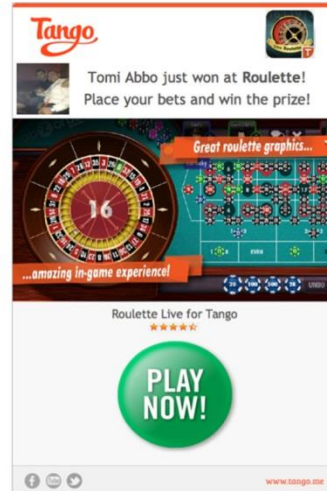 Tango
Tomi Abbo just won at Roulette!
Place your bets and win the prize!
Great roulette graphics...
16
...amazing in-game experience!
UNDO
Roulette Live for Tango
PLAY
NOW!
www.tango.me